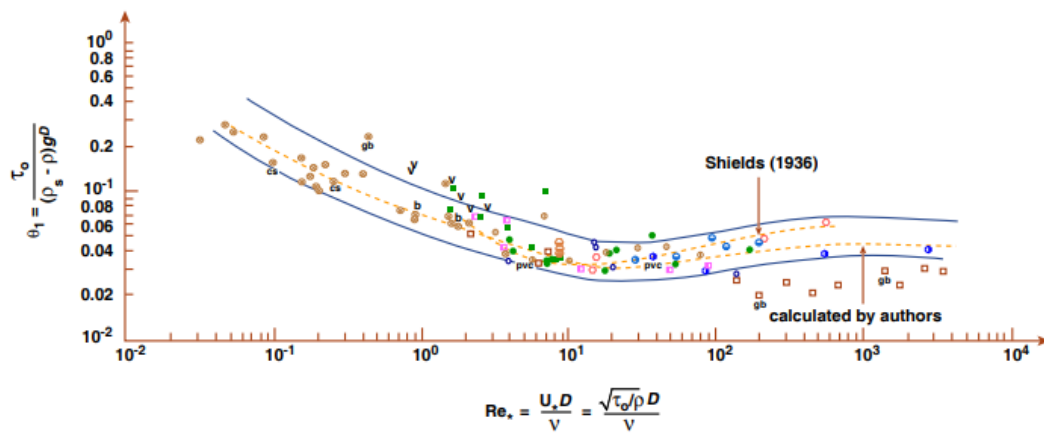 θ₁ = τₒ / (ρₛ - ρ)gD
10⁰
0.8
0.6
0.4
0.2
10⁻¹
0.08
0.06
0.04
0.02
10⁻²
10⁻²
10⁻¹
10⁰
10¹
10²
10³
10⁴
gb
cs
cs
v
v
v
v
v
v
b
b
pvc
pvc
gb
gb
Shields (1936)
calculated by authors
Re⁎ = U⁎D / ν = √τₒ/ρ D / ν